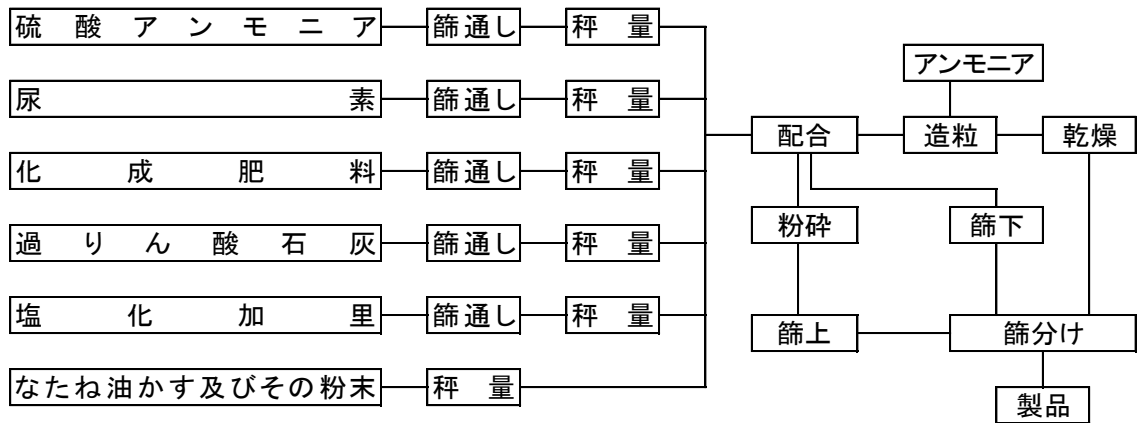 硫酸アンモニア 篩通し 秤量
アンモニア
尿素 篩通し 秤量
配合 造粒 乾燥
化成肥料 篩通し 秤量
過りん酸石灰 篩通し 秤量
粉砕 篩下
塩化加里 篩通し 秤量
篩上 篩分け
なたね油かす及びその粉末 秤量
製品